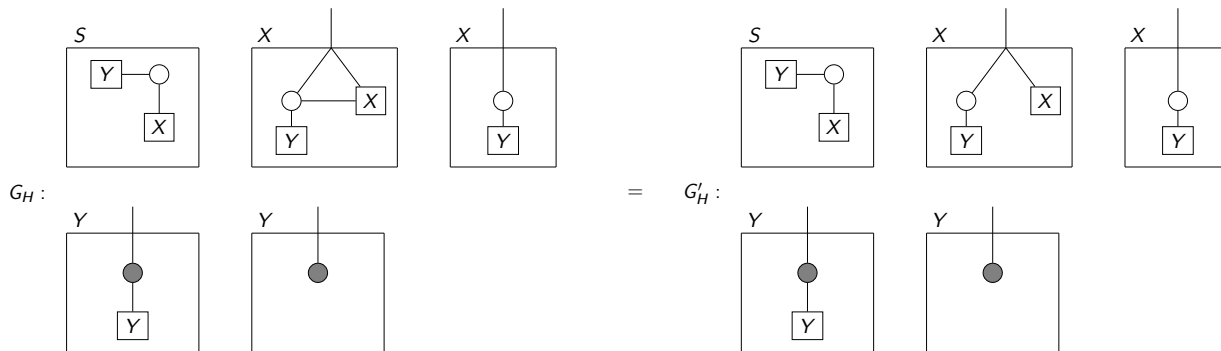 S X X S X X
Y X X Y Y Y X X Y Y
G_H : = G'_H :
Y Y Y Y
Y Y